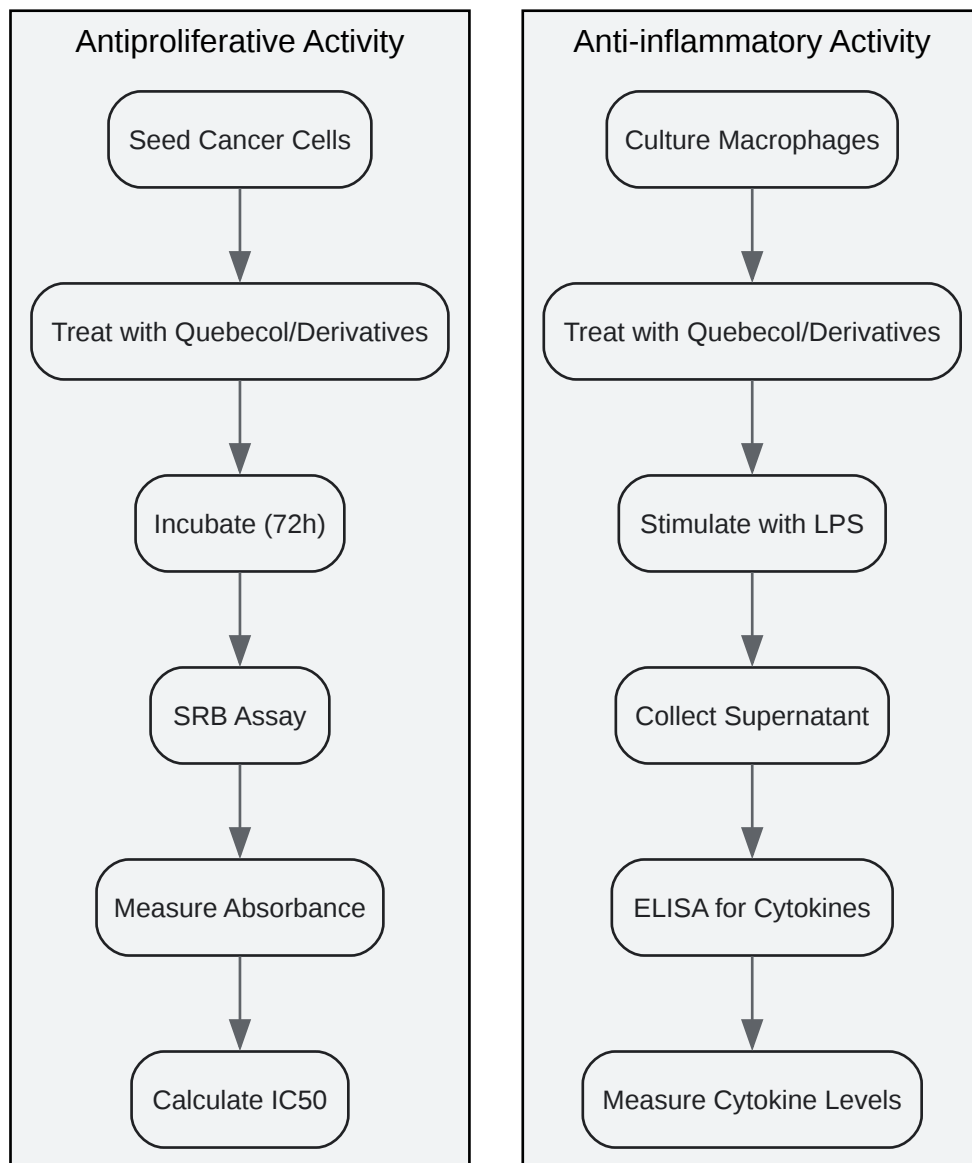 Antiproliferative Activity
Seed Cancer Cells
Treat with Quebecol/Derivatives
Incubate (72h)
SRB Assay
Measure Absorbance
Calculate IC50
Anti-inflammatory Activity
Culture Macrophages
Treat with Quebecol/Derivatives
Stimulate with LPS
Collect Supernatant
ELISA for Cytokines
Measure Cytokine Levels